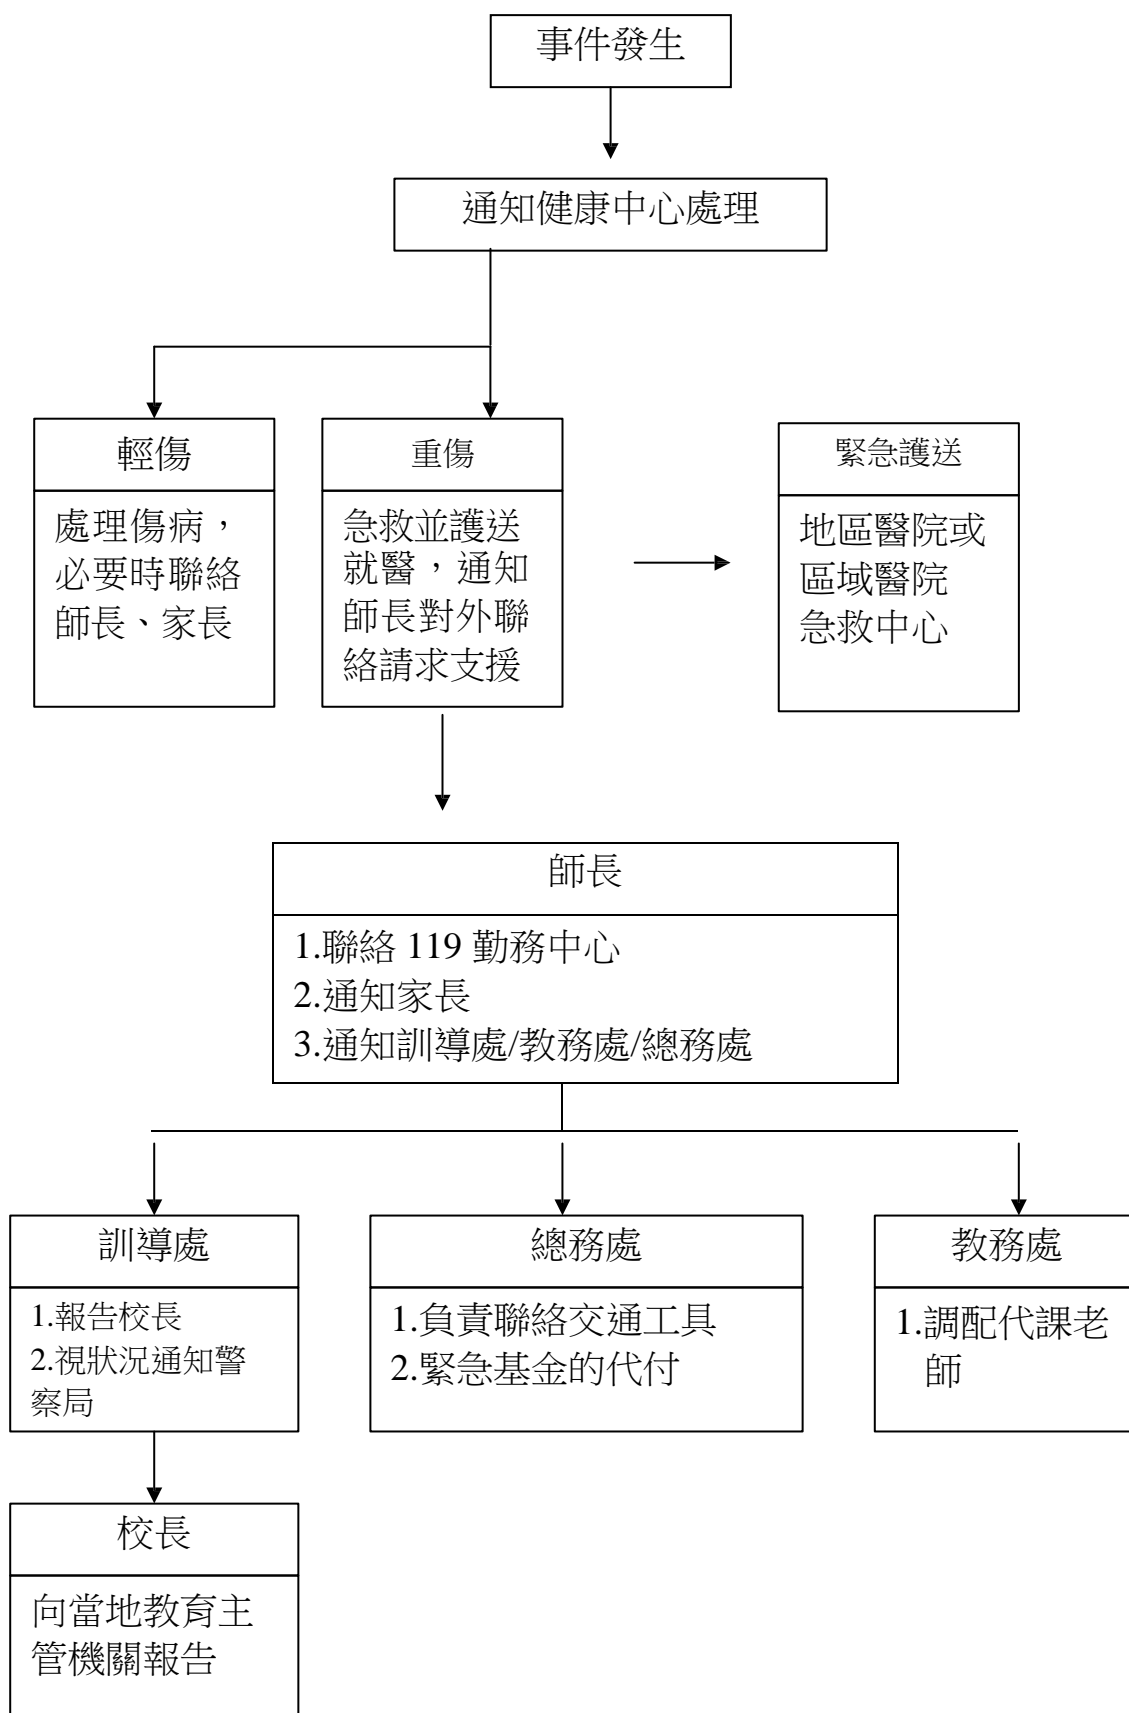 事件發生
通知健康中心處理
輕傷
處理傷病，
必要時聯絡
師長、家長
重傷
急救並護送
就醫，通知
師長對外聯
絡請求支援
緊急護送
地區醫院或
區域醫院
急救中心
師長
1.聯絡 119 勤務中心
2.通知家長
3.通知訓導處/教務處/總務處
訓導處
1.報告校長
2.視狀況通知警
察局
總務處
1.負責聯絡交通工具
2.緊急基金的代付
教務處
1.調配代課老
師
校長
向當地教育主
管機關報告